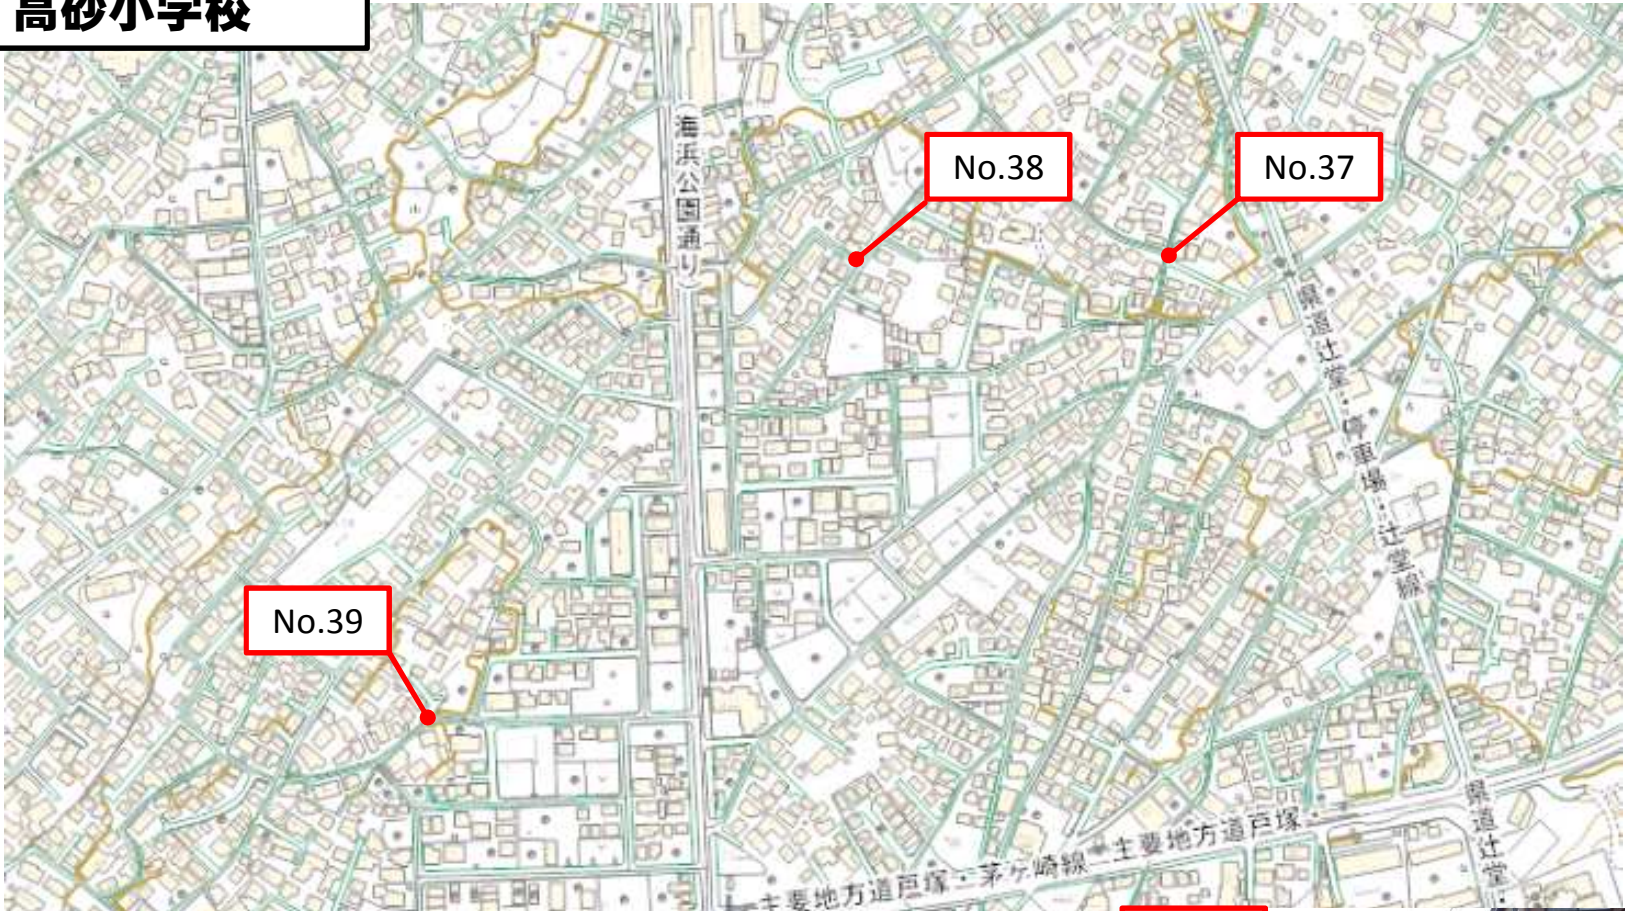 高砂小学校
(海浜公園通り)
No.38
No.37
県道辻堂・停車場・辻堂線
No.39
主要地方道戸塚・茅ケ崎線
主要地方道戸塚・
県道辻堂・